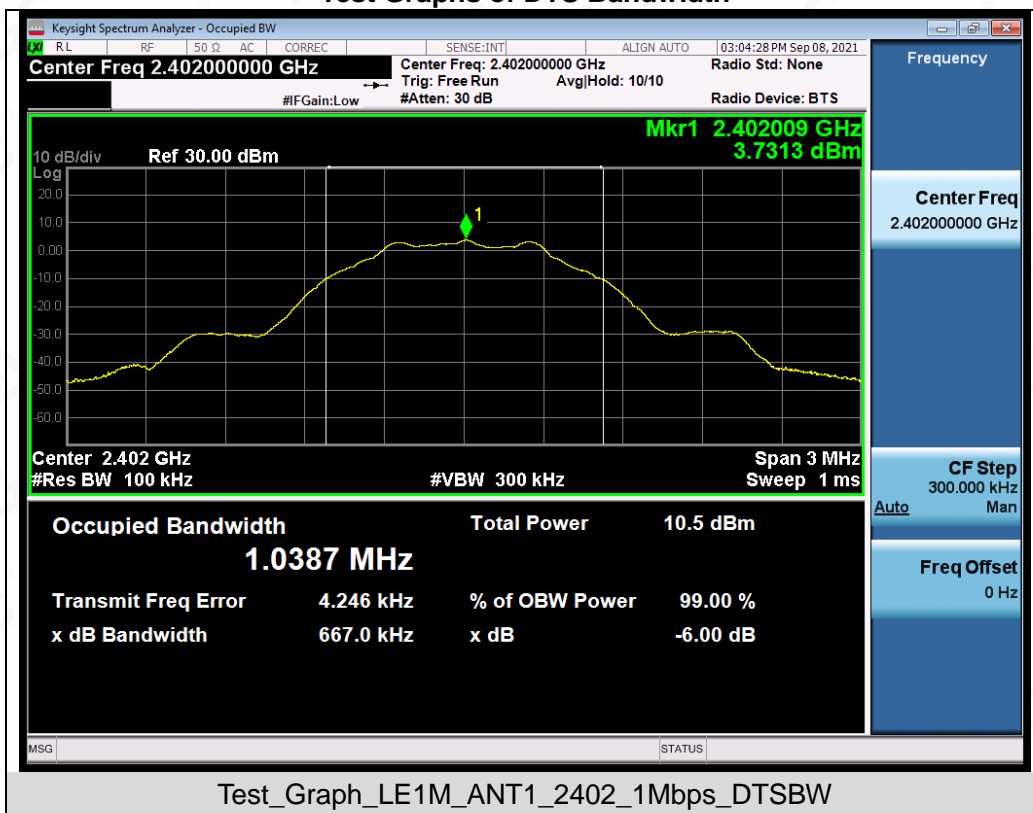 Test Graphs of DTS Bandwidth
Keysight Spectrum Analyzer - Occupied BW
LXI RL RF 50 Ω AC CORREC SENSE:INT ALIGN AUTO 03:04:28 PM Sep 08, 2021
Center Freq 2.402000000 GHz
Center Freq: 2.402000000 GHz Radio Std: None
Trig: Free Run Avg|Hold: 10/10
#IFGain:Low #Atten: 30 dB Radio Device: BTS
Frequency
Mkr1 2.402009 GHz
3.7313 dBm
10 dB/div Ref 30.00 dBm
Log
20.0
10.0
0.00
-10.0
-20.0
-30.0
-40.0
-50.0
-60.0
1
Center 2.402 GHz Span 3 MHz
#Res BW 100 kHz #VBW 300 kHz Sweep 1 ms
Center Freq
2.402000000 GHz
CF Step
300.000 kHz
Auto Man
Freq Offset
0 Hz
Occupied Bandwidth Total Power 10.5 dBm
1.0387 MHz
Transmit Freq Error 4.246 kHz % of OBW Power 99.00 %
x dB Bandwidth 667.0 kHz x dB -6.00 dB
MSG STATUS
Test_Graph_LE1M_ANT1_2402_1Mbps_DTSBW